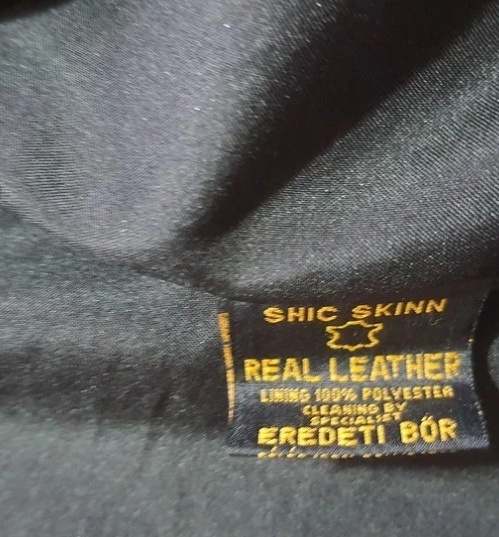 SHIC SKINN
REAL LEATHER
LINING 100% POLYESTER
CLEANING BY
SPECIALIST
EREDETI BŐR